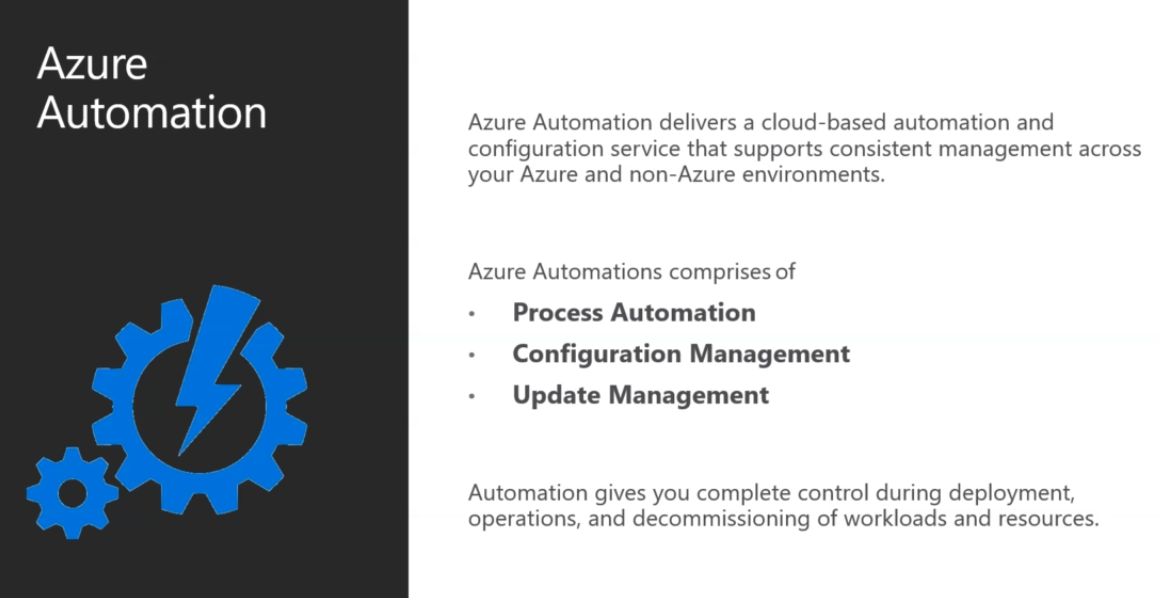 Azure
Automation
Azure Automation delivers a cloud-based automation and
configuration service that supports consistent management across
your Azure and non-Azure environments.
Azure Automations comprises of
• Process Automation
• Configuration Management
• Update Management
Automation gives you complete control during deployment,
operations, and decommissioning of workloads and resources.